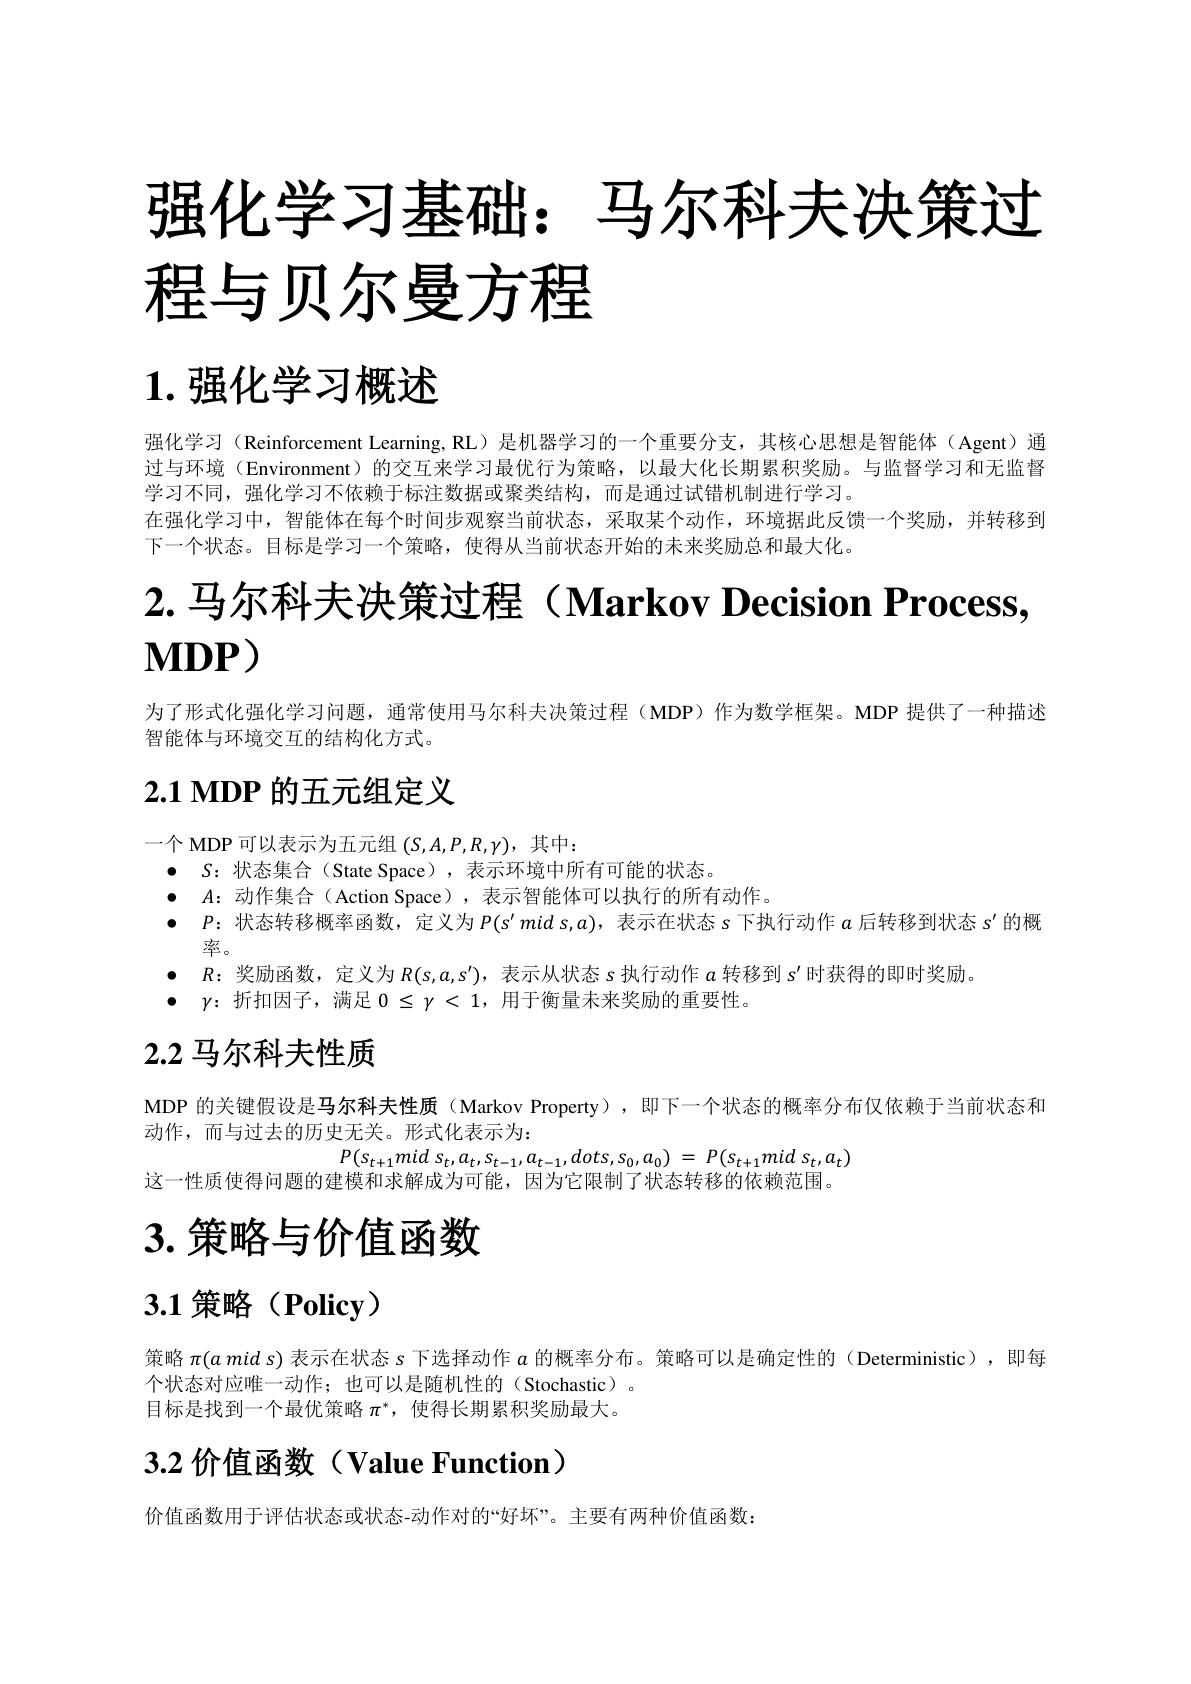 强化学习基础：马尔科夫决策过
程与贝尔曼方程
1. 强化学习概述
强化学习（Reinforcement Learning, RL）是机器学习的一个重要分支，其核心思想是智能体（Agent）通
过与环境（Environment）的交互来学习最优行为策略，以最大化长期累积奖励。与监督学习和无监督
学习不同，强化学习不依赖于标注数据或聚类结构，而是通过试错机制进行学习。
在强化学习中，智能体在每个时间步观察当前状态，采取某个动作，环境据此反馈一个奖励，并转移到
下一个状态。目标是学习一个策略，使得从当前状态开始的未来奖励总和最大化。
2. 马尔科夫决策过程（Markov Decision Process,
MDP）
为了形式化强化学习问题，通常使用马尔科夫决策过程（MDP）作为数学框架。MDP 提供了一种描述
智能体与环境交互的结构化方式。
2.1 MDP 的五元组定义
一个 MDP 可以表示为五元组 (S, A, P, R, γ)，其中：
● S：状态集合（State Space），表示环境中所有可能的状态。
● A：动作集合（Action Space），表示智能体可以执行的所有动作。
● P：状态转移概率函数，定义为 P(s′ mid s, a)，表示在状态 s 下执行动作 a 后转移到状态 s′ 的概
率。
● R：奖励函数，定义为 R(s, a, s′)，表示从状态 s 执行动作 a 转移到 s′ 时获得的即时奖励。
● γ：折扣因子，满足 0 ≤ γ < 1，用于衡量未来奖励的重要性。
2.2 马尔科夫性质
MDP 的关键假设是马尔科夫性质（Markov Property），即下一个状态的概率分布仅依赖于当前状态和
动作，而与过去的历史无关。形式化表示为：
P(s_{t+1}mid s_t, a_t, s_{t−1}, a_{t−1}, dots, s_0, a_0) = P(s_{t+1}mid s_t, a_t)
这一性质使得问题的建模和求解成为可能，因为它限制了状态转移的依赖范围。
3. 策略与价值函数
3.1 策略（Policy）
策略 π(a mid s) 表示在状态 s 下选择动作 a 的概率分布。策略可以是确定性的（Deterministic），即每
个状态对应唯一动作；也可以是随机性的（Stochastic）。
目标是找到一个最优策略 π*，使得长期累积奖励最大。
3.2 价值函数（Value Function）
价值函数用于评估状态或状态-动作对的“好坏”。主要有两种价值函数：